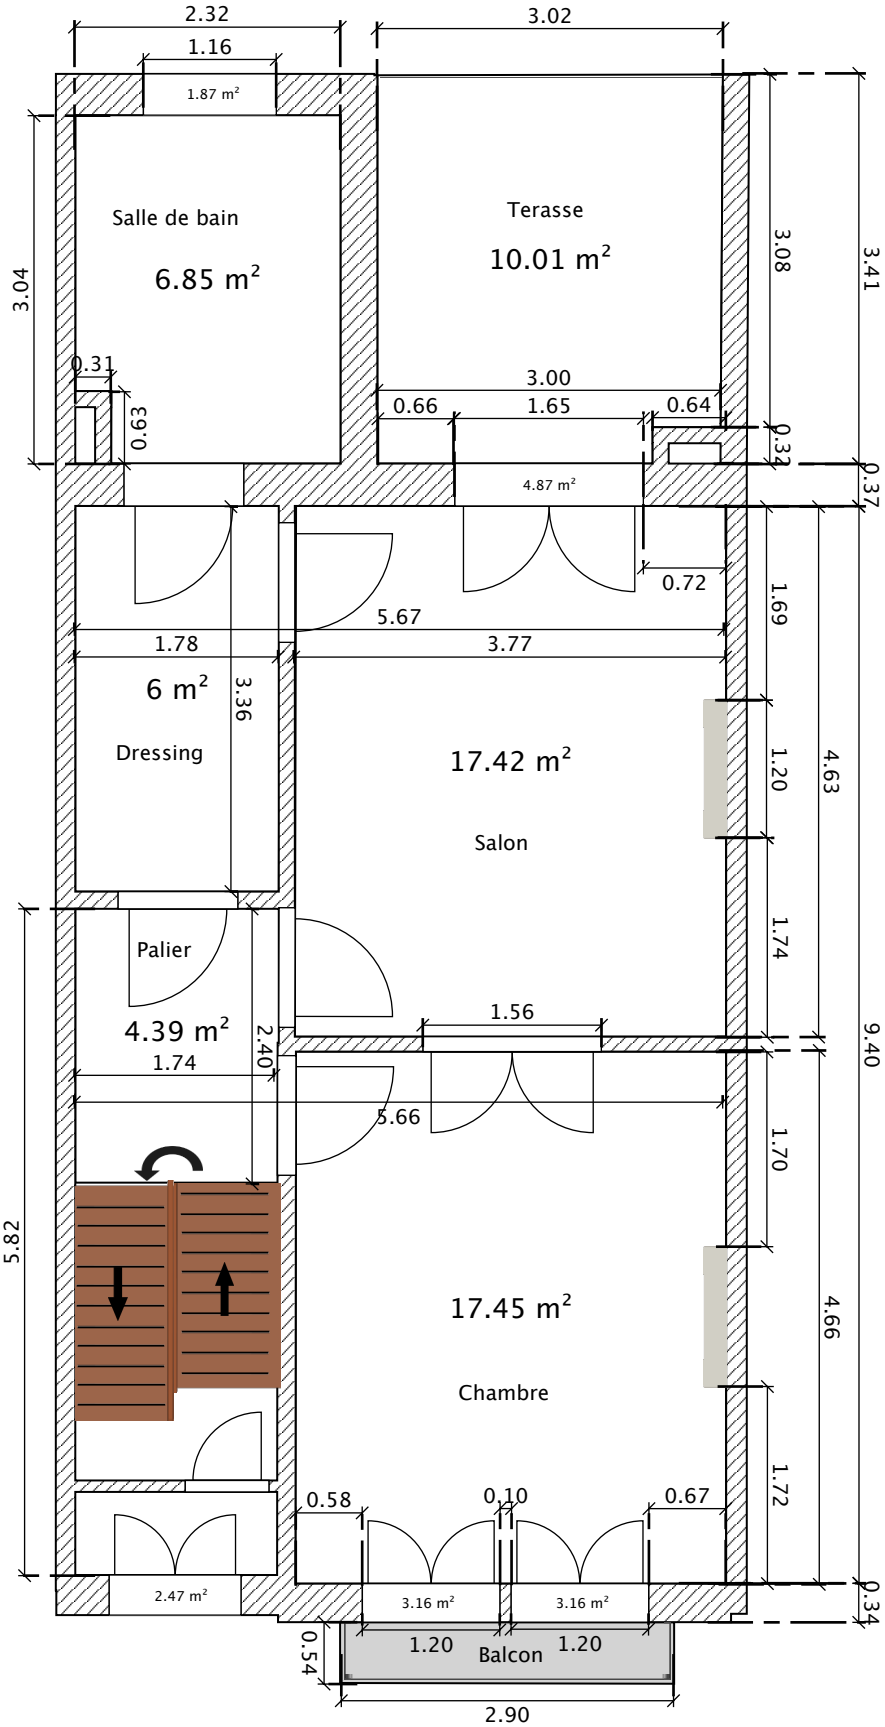 2.32
3.02
1.16
1.87 m²
Salle de bain
6.85 m²
Terasse
10.01 m²
3.08
3.41
3.04
0.31
0.63
3.00
0.66
1.65
0.64
0.32
0.37
4.87 m²
0.72
1.69
5.67
1.78
3.77
6 m²
3.36
Dressing
17.42 m²
Salon
1.20
4.63
1.74
Palier
4.39 m²
2.40
1.74
1.56
9.40
5.66
1.70
5.82
17.45 m²
Chambre
4.66
1.72
0.58
0.10
0.67
2.47 m²
3.16 m²
3.16 m²
0.34
1.20
1.20
Balcon
0.54
2.90